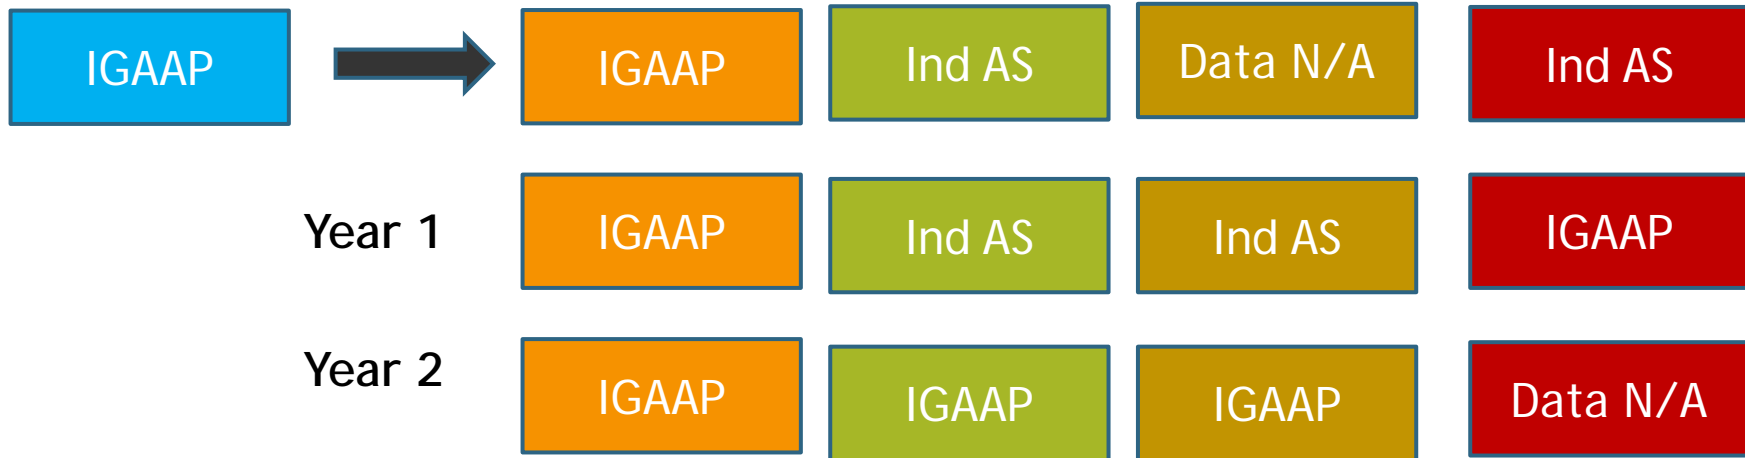 IGAAP
IGAAP
Ind AS
Data N/A
Ind AS
Year 1
IGAAP
Ind AS
Ind AS
IGAAP
Year 2
IGAAP
IGAAP
IGAAP
Data N/A